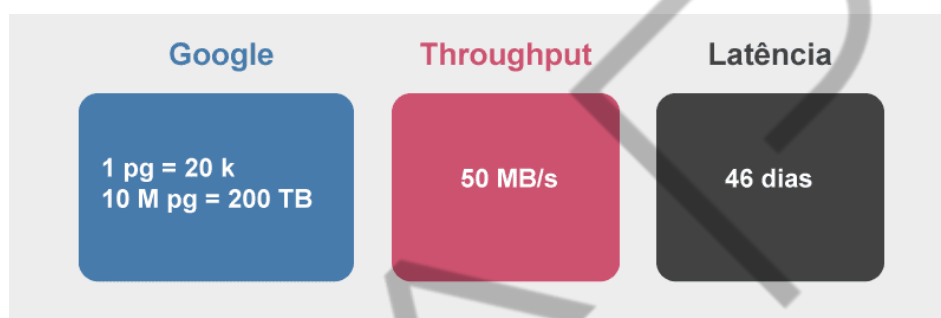 Google
Throughput
Latência
1 pg = 20 k
10 M pg = 200 TB
50 MB/s
46 dias